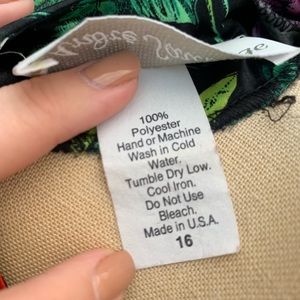 100%
Polyester
Hand or Machine
Wash in Cold
Water.
Tumble Dry Low.
Cool Iron.
Do Not Use
Bleach.
Made in U.S.A.
16